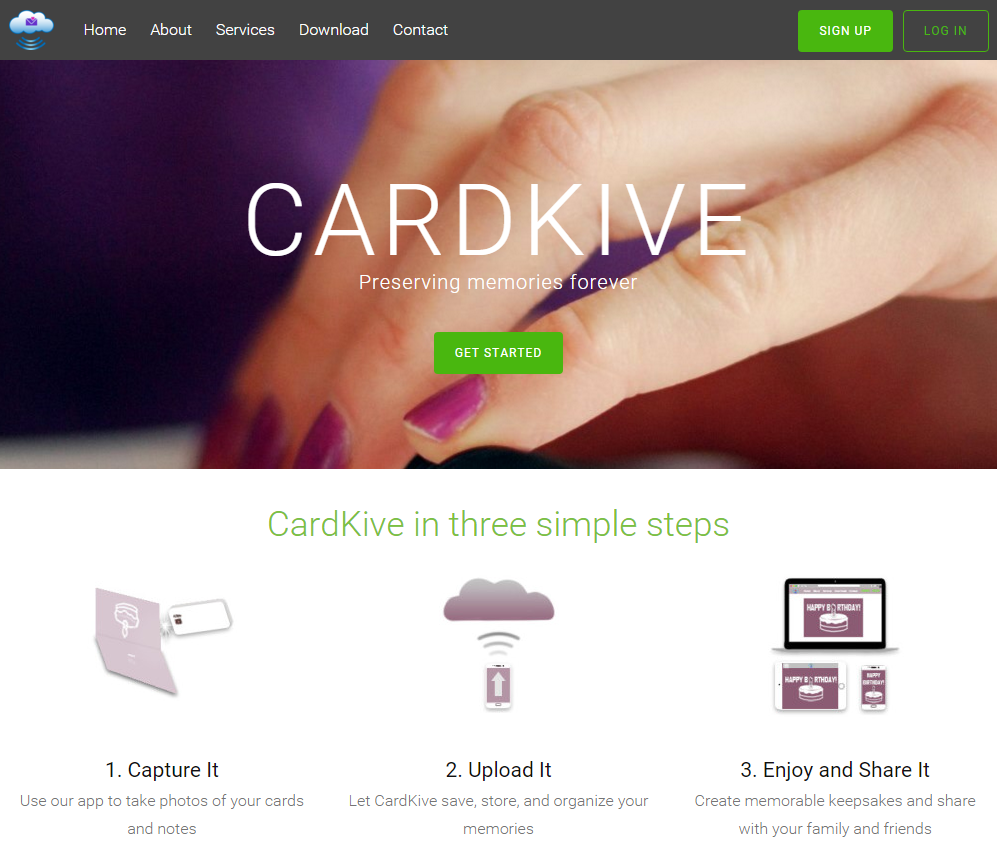 Home About Services Download Contact SIGN UP LOG IN
CARDKIVE
Preserving memories forever
GET STARTED
CardKive in three simple steps
HAPPY BIRTHDAY!
HAPPY BIRTHDAY!
HAPPY
BIRTHDAY!
1. Capture It
Use our app to take photos of your cards
and notes
2. Upload It
Let CardKive save, store, and organize your
memories
3. Enjoy and Share It
Create memorable keepsakes and share
with your family and friends